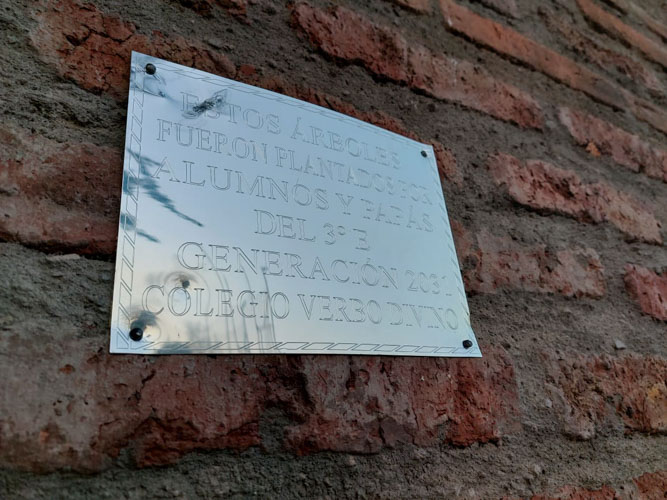 ESTOS ÁRBOLES
FUERON PLANTADOS POR
ALUMNOS Y PAPÁS
DEL 3° E
GENERACIÓN 2031
COLEGIO VERBO DIVINO